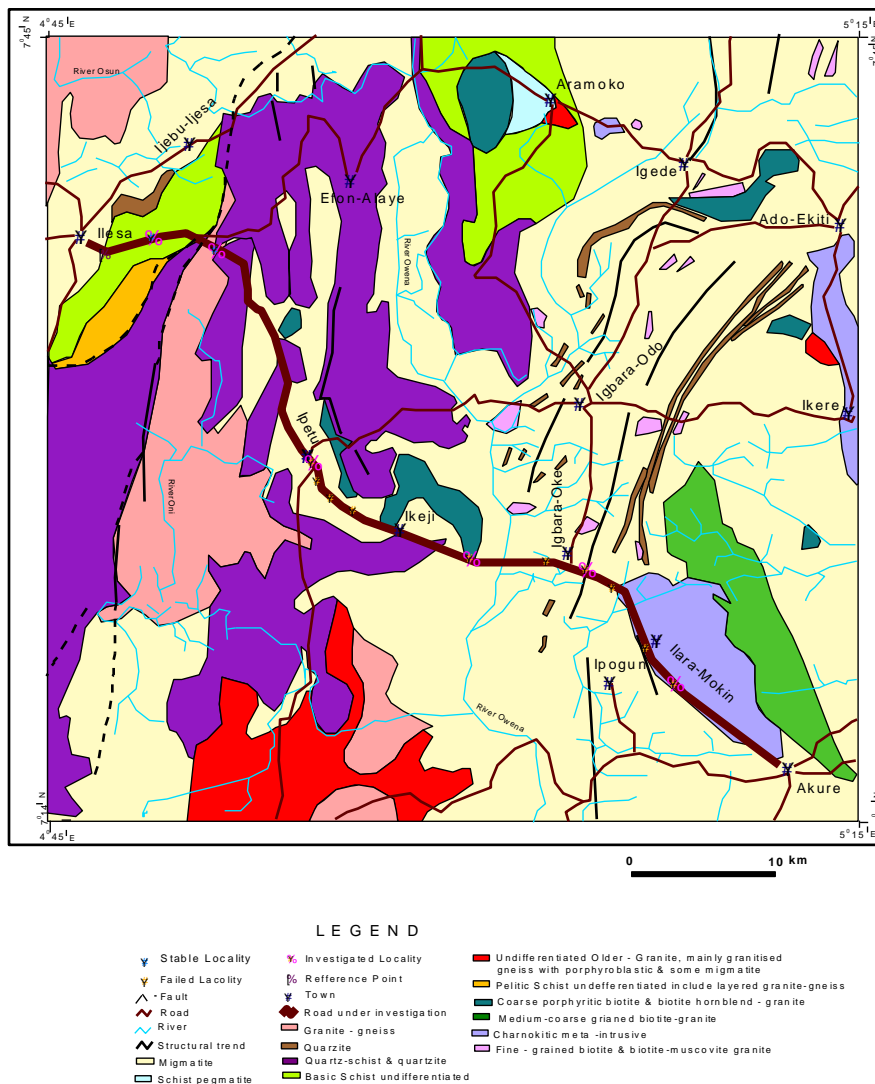 4°45'E
5°15'E
7°45'N
River Osun
Aramoko
Ijebu-Ijesa
Igede
Efon-Alaye
Ado-Ekiti
Ilesa
River Owena
Igbara-Odo
Ikere
Ipetu
River Oni
Ikeji
Igbara-Oke
Ilara-Mokin
Ipogun
River Owena
Akure
7°14'N
4°45'E
5°15'E
0 10 km
LEGEND
Stable Locality
Failed Lacolity
Fault
Road
River
Structural trend
Migmatite
Schist pegmatite
Investigated Locality
Refference Point
Town
Road under investigation
Granite - gneiss
Quarzite
Quartz-schist & quartzite
Basic Schist undifferentiated
Undifferentiated Older - Granite, mainly granitised
gneiss with porphyroblastic & some migmatite
Pelitic Schist undefferentiated include layered granite-gneiss
Coarse porphyritic biotite & biotite hornblend - granite
Medium-coarse griened biotite-granite
Charnokitic meta -intrusive
Fine - grained biotite & biotite-muscovite granite